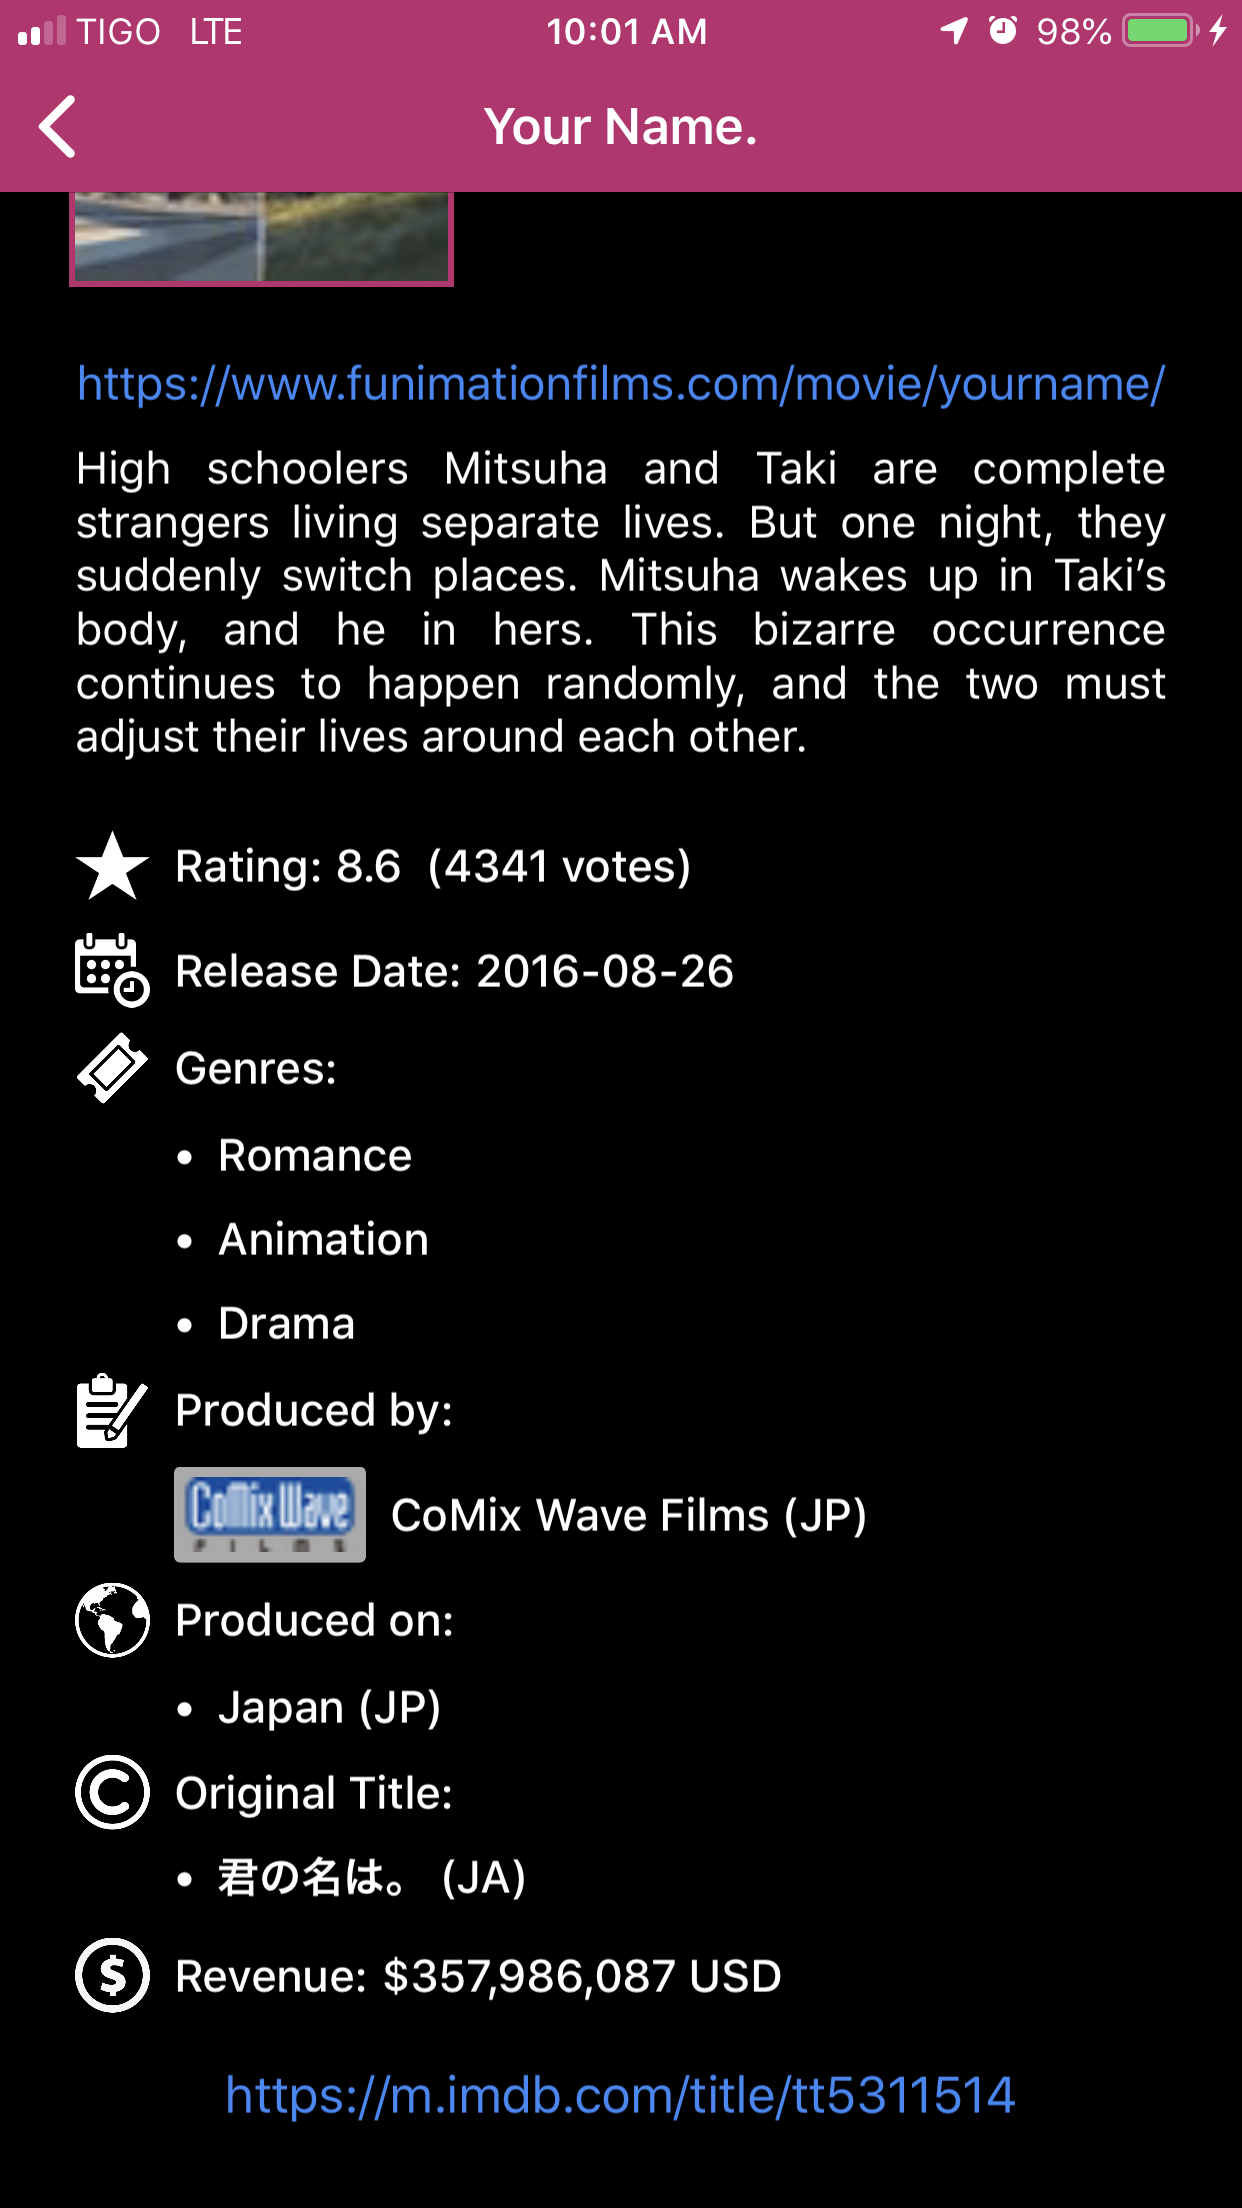 TIGO LTE 10:01 AM 98%
Your Name.
https://www.funimationfilms.com/movie/yourname/
High schoolers Mitsuha and Taki are complete
strangers living separate lives. But one night, they
suddenly switch places. Mitsuha wakes up in Taki’s
body, and he in hers. This bizarre occurrence
continues to happen randomly, and the two must
adjust their lives around each other.
Rating: 8.6 (4341 votes)
Release Date: 2016-08-26
Genres:
• Romance
• Animation
• Drama
Produced by:
CoMix Wave
FILMS
CoMix Wave Films (JP)
Produced on:
• Japan (JP)
Original Title:
• 君の名は。 (JA)
Revenue: $357,986,087 USD
https://m.imdb.com/title/tt5311514